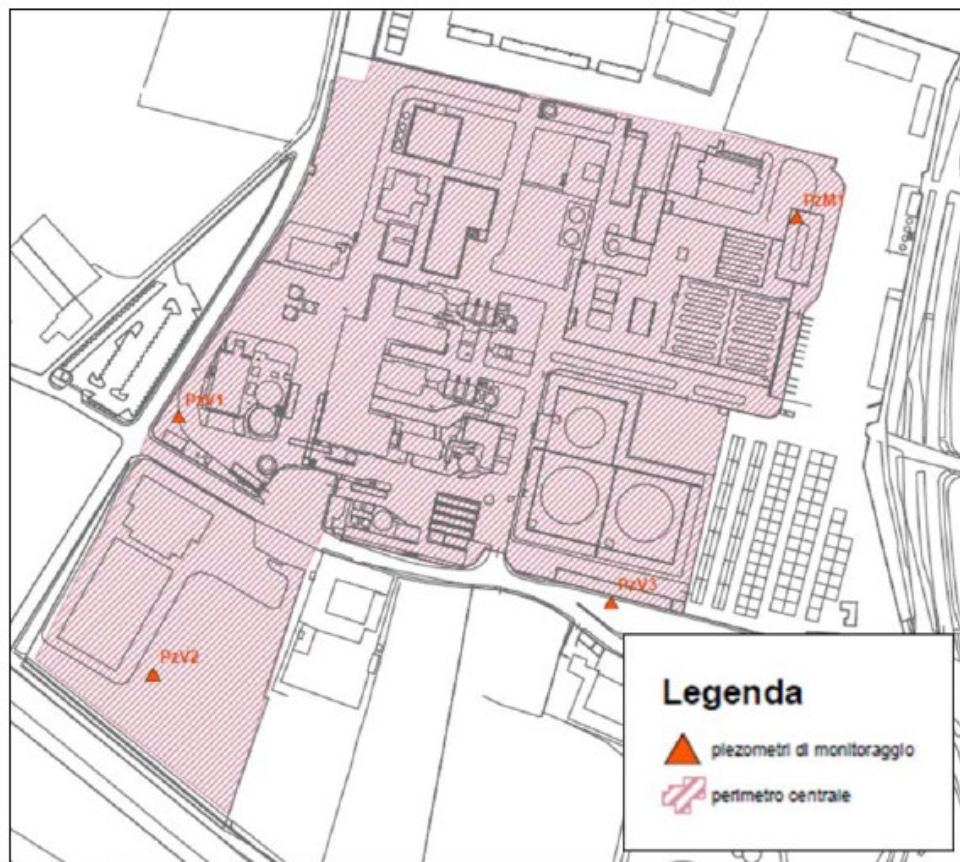 PzM1
PzV1
PzV3
PzV2
Legenda
piezometri di monitoraggio
perimetro centrale